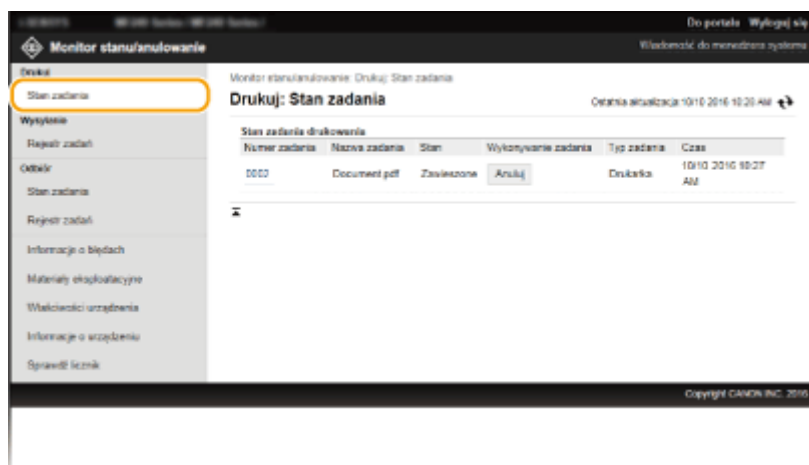 Do portalu Wyloguj się
Monitor stanu/anulowanie
Wiadomość do menedżera systemu
Drukuj
Stan zadania
Wysyłanie
Rejestr zadań
Odbiór
Stan zadania
Rejestr zadań
Informacje o błędach
Materiały eksploatacyjne
Właściwości urządzenia
Informacje o urządzeniu
Sprawdź licznik
Monitor stanu/anulowanie: Drukuj: Stan zadania
Drukuj: Stan zadania
Ostatnia aktualizacja: 10/10 2016 10:28 AM
Stan zadania drukowania
Numer zadania Nazwa zadania Stan Wykonywanie zadania Typ zadania Czas
0002 Document.pdf Zawieszone Anuluj Drukarka 10/10 2016 10:27
AM
Copyright CANON INC. 2016